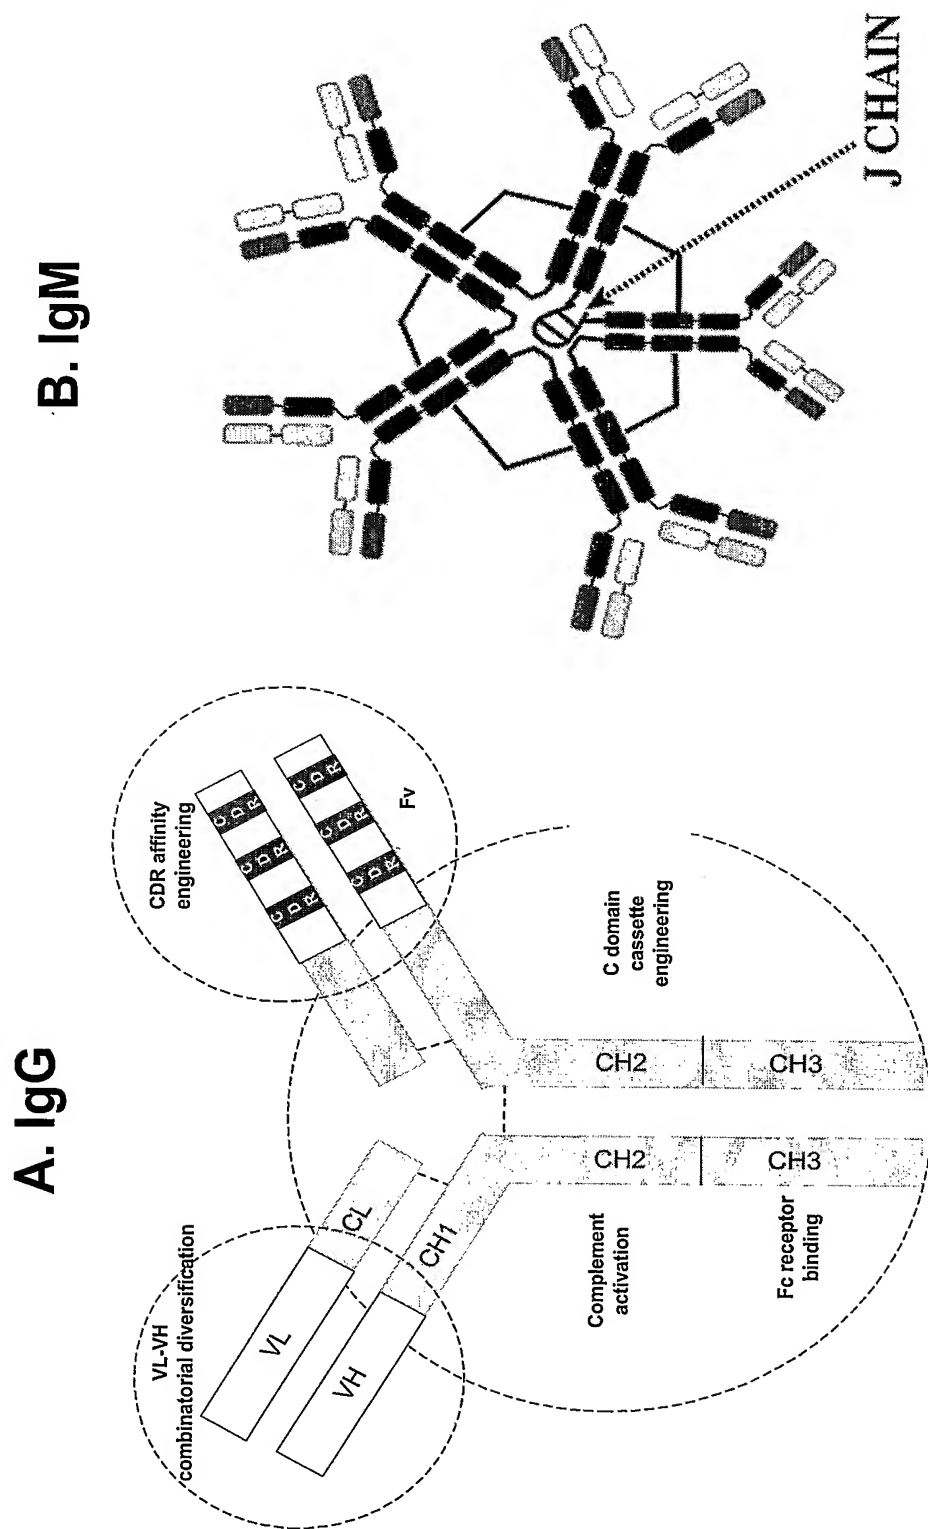 A. IgG
VL-VH
combinatorial diversification
VL
VH
CL
CH1
CDR affinity
engineering
CDR
CDR
CDR
CDR
CDR
CDR
Fv
CH2
CH2
CH3
CH3
Complement
activation
Fc receptor
binding
C domain
cassette
engineering
B. IgM
J CHAIN